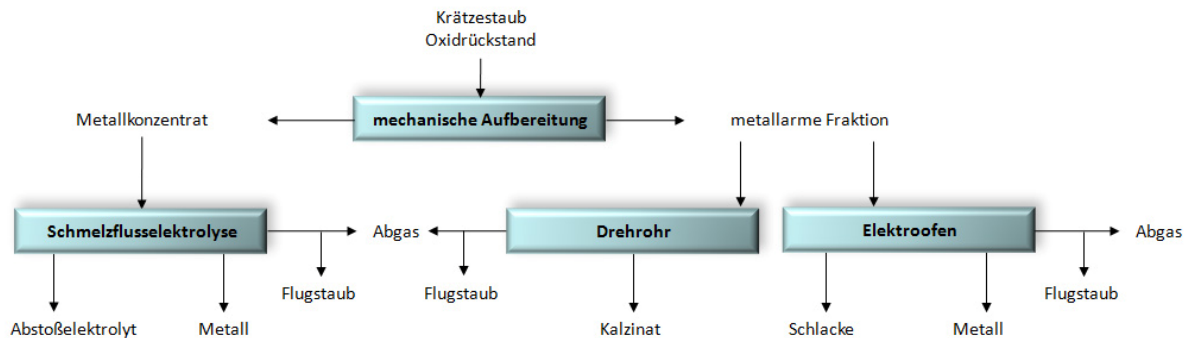 Krätzestaub
Oxidrückstand
Metallkonzentrat
mechanische Aufbereitung
metallarme Fraktion
Schmelzflusselektrolyse
Abgas
Drehrohr
Elektroofen
Abgas
Flugstaub
Flugstaub
Flugstaub
Abstoßelektrolyt
Metall
Kalzinat
Schlacke
Metall